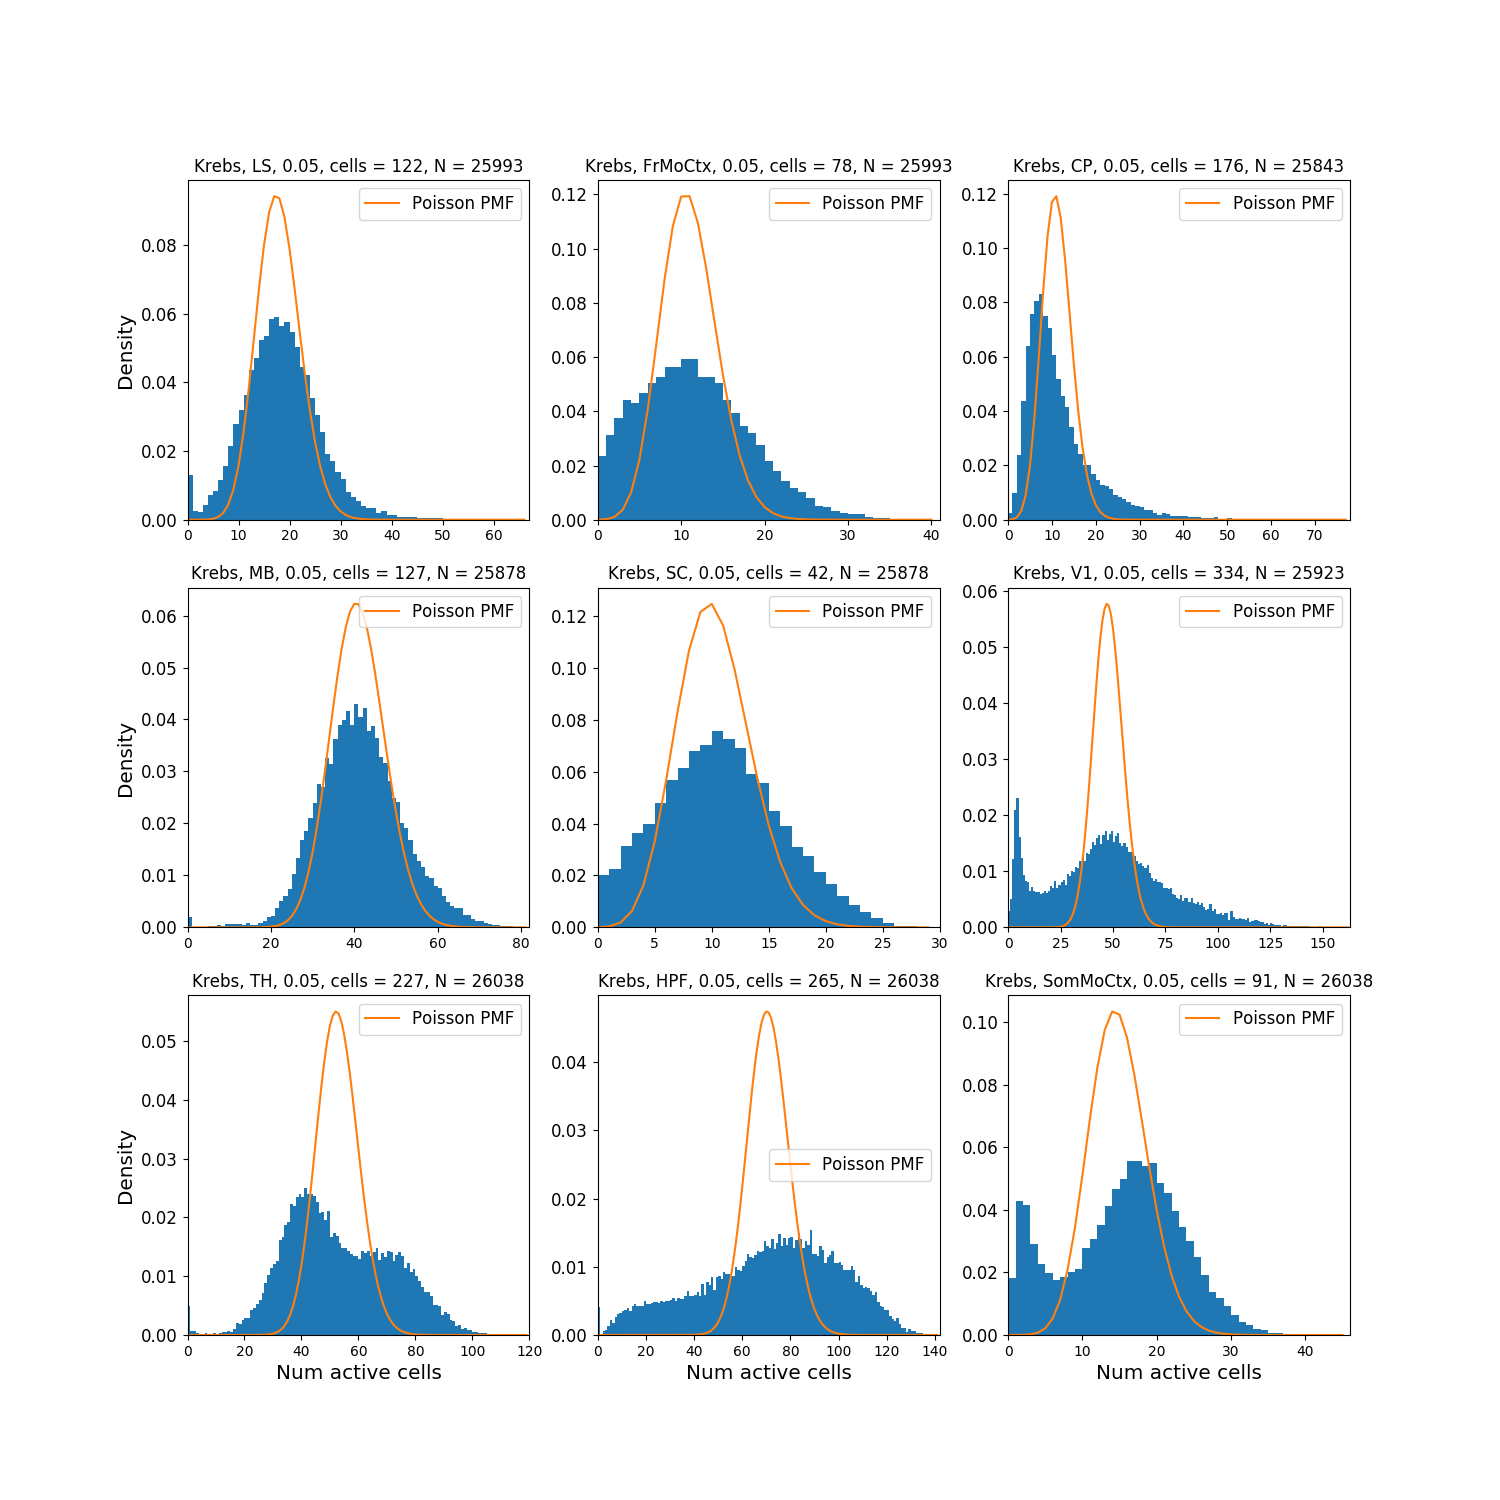 Krebs, LS, 0.05, cells = 122, N = 25993
Krebs, FrMoCtx, 0.05, cells = 78, N = 25993
Krebs, CP, 0.05, cells = 176, N = 25843
Poisson PMF
Poisson PMF
Poisson PMF
Density
0.08
0.06
0.04
0.02
0.00
0 10 20 30 40 50 60
0.12
0.10
0.08
0.06
0.04
0.02
0.00
0 10 20 30 40
0.12
0.10
0.08
0.06
0.04
0.02
0.00
0 10 20 30 40 50 60 70
Krebs, MB, 0.05, cells = 127, N = 25878
Krebs, SC, 0.05, cells = 42, N = 25878
Krebs, V1, 0.05, cells = 334, N = 25923
Poisson PMF
Poisson PMF
Poisson PMF
Density
0.06
0.05
0.04
0.03
0.02
0.01
0.00
0 20 40 60 80
0.12
0.10
0.08
0.06
0.04
0.02
0.00
0 5 10 15 20 25 30
0.06
0.05
0.04
0.03
0.02
0.01
0.00
0 25 50 75 100 125 150
Krebs, TH, 0.05, cells = 227, N = 26038
Krebs, HPF, 0.05, cells = 265, N = 26038
Krebs, SomMoCtx, 0.05, cells = 91, N = 26038
Poisson PMF
Poisson PMF
Poisson PMF
Density
0.05
0.04
0.03
0.02
0.01
0.00
0 20 40 60 80 100 120
Num active cells
0.04
0.03
0.02
0.01
0.00
0 20 40 60 80 100 120 140
Num active cells
0.10
0.08
0.06
0.04
0.02
0.00
0 10 20 30 40
Num active cells